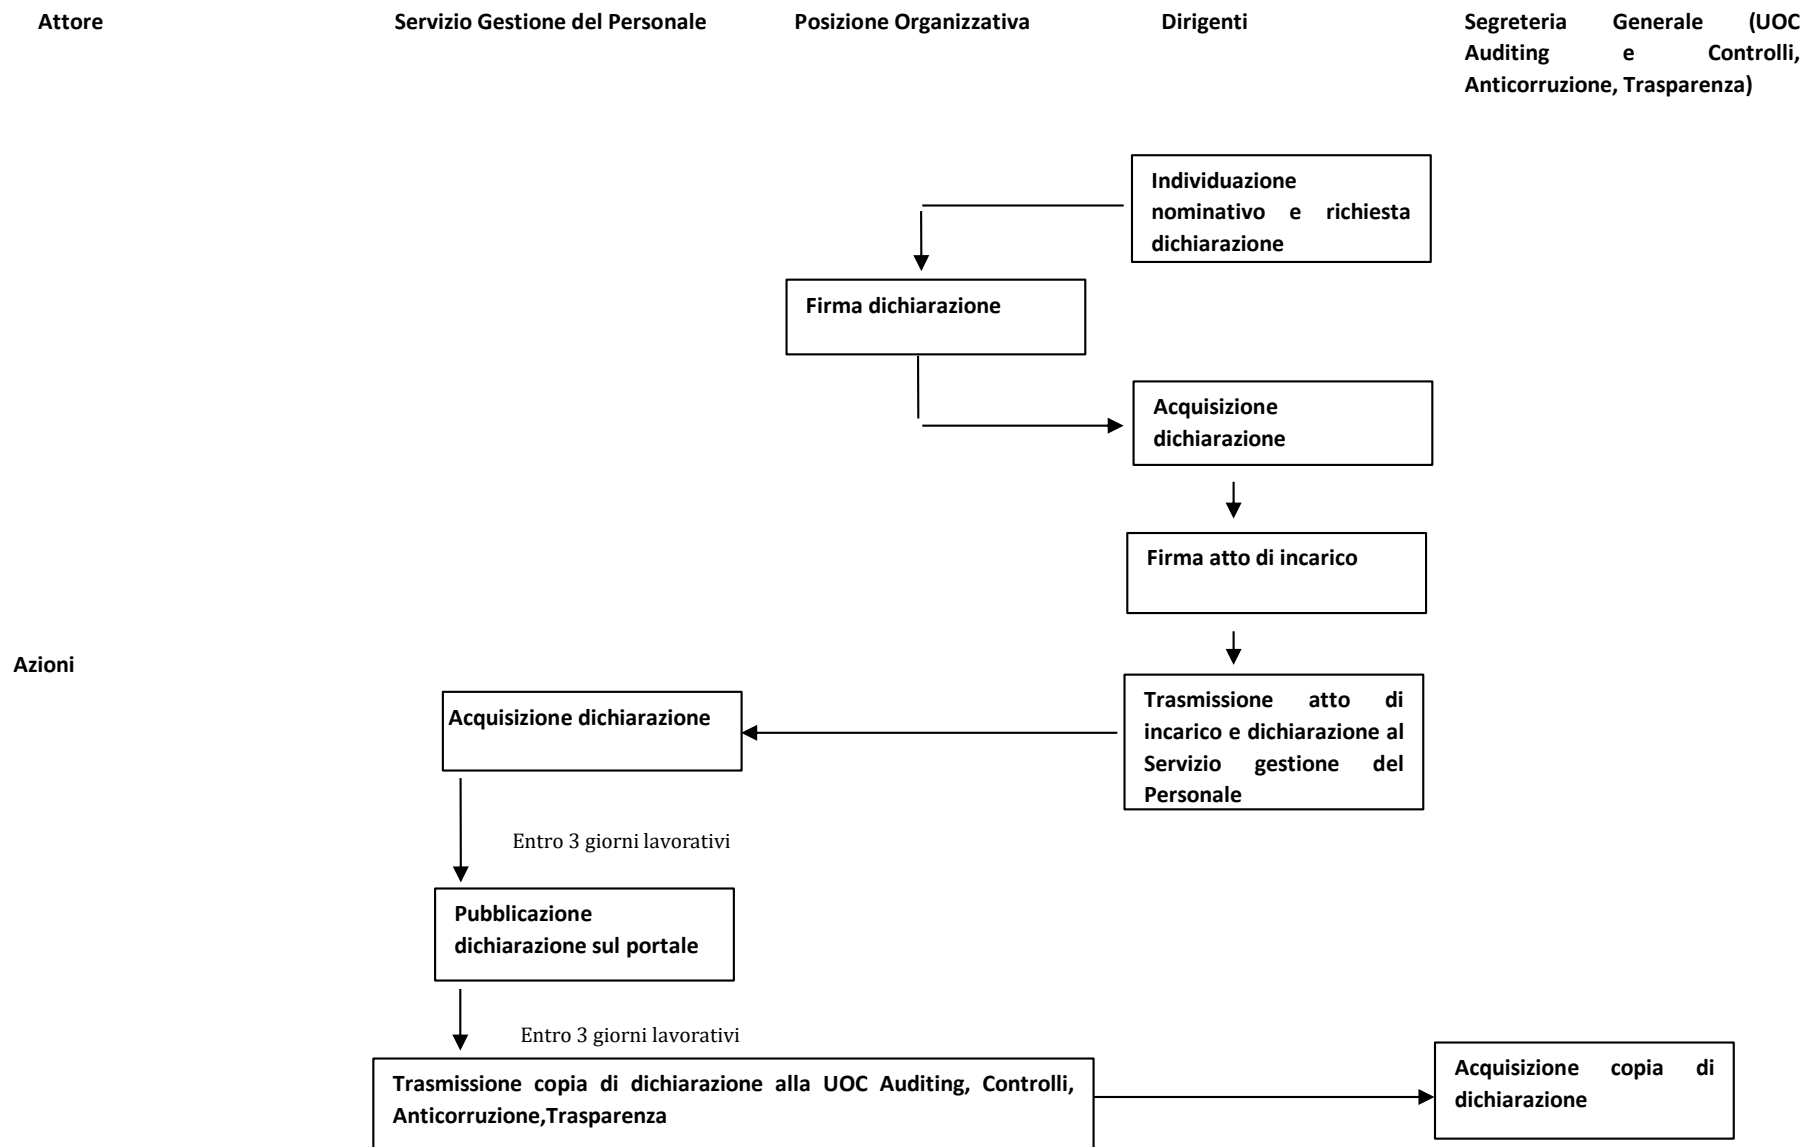 Attore
Servizio Gestione del Personale
Posizione Organizzativa
Dirigenti
Segreteria Generale (UOC
Auditing e Controlli,
Anticorruzione, Trasparenza)
Individuazione
nominativo e richiesta
dichiarazione
Firma dichiarazione
Acquisizione
dichiarazione
Firma atto di incarico
Azioni
Trasmissione atto di
incarico e dichiarazione al
Servizio gestione del
Personale
Acquisizione dichiarazione
Entro 3 giorni lavorativi
Pubblicazione
dichiarazione sul portale
Entro 3 giorni lavorativi
Trasmissione copia di dichiarazione alla UOC Auditing, Controlli,
Anticorruzione,Trasparenza
Acquisizione copia di
dichiarazione